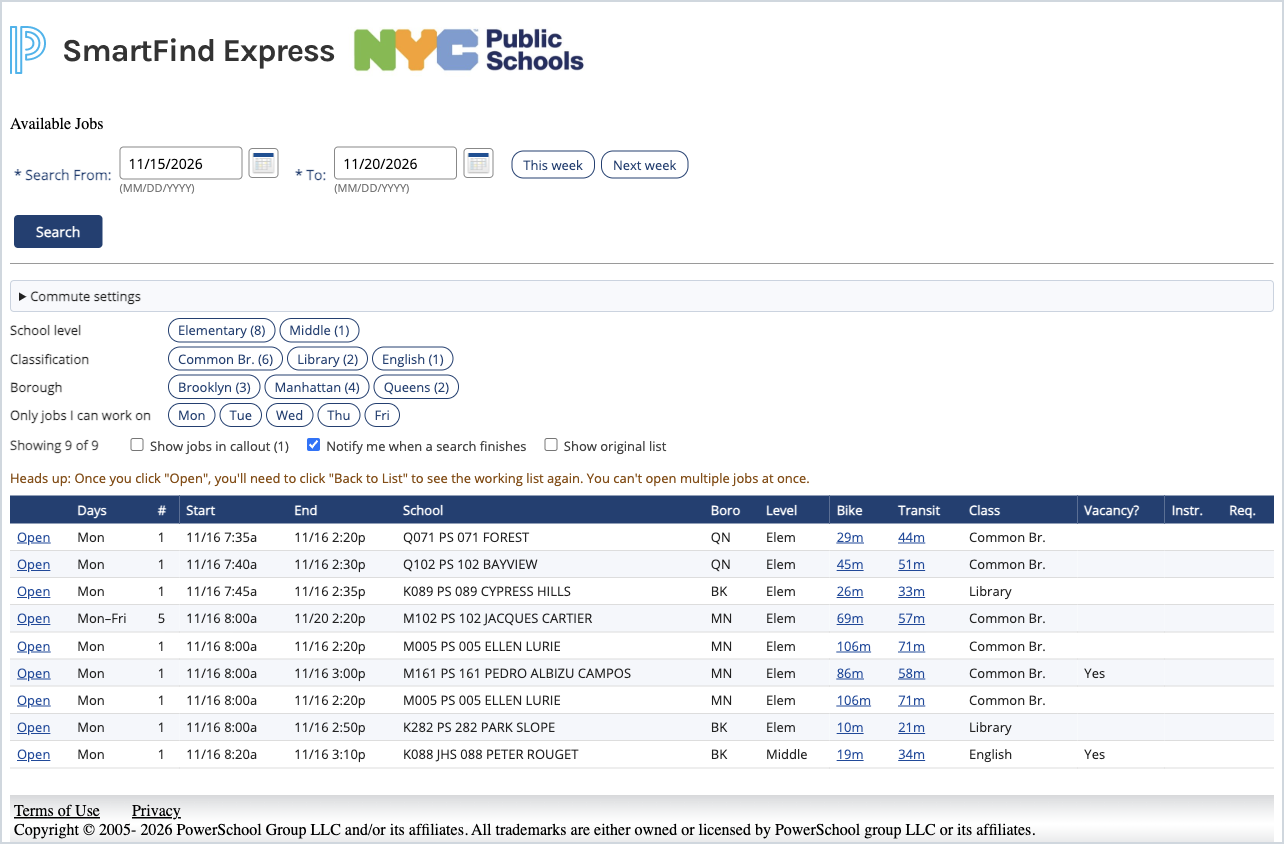 SmartFind Express NYC Public Schools
Available Jobs
* Search From: 11/15/2026 * To: 11/20/2026 This week Next week
(MM/DD/YYYY) (MM/DD/YYYY)
Search
▶ Commute settings
School level Elementary (8) Middle (1)
Classification Common Br. (6) Library (2) English (1)
Borough Brooklyn (3) Manhattan (4) Queens (2)
Only jobs I can work on Mon Tue Wed Thu Fri
Showing 9 of 9 Show jobs in callout (1) Notify me when a search finishes Show original list
Heads up: Once you click "Open", you'll need to click "Back to List" to see the working list again. You can't open multiple jobs at once.
Days # Start End School Boro Level Bike Transit Class Vacancy? Instr. Req.
Open Mon 1 11/16 7:35a 11/16 2:20p Q071 PS 071 FOREST QN Elem 29m 44m Common Br.
Open Mon 1 11/16 7:40a 11/16 2:30p Q102 PS 102 BAYVIEW QN Elem 45m 51m Common Br.
Open Mon 1 11/16 7:45a 11/16 2:35p K089 PS 089 CYPRESS HILLS BK Elem 26m 33m Library
Open Mon–Fri 5 11/16 8:00a 11/20 2:20p M102 PS 102 JACQUES CARTIER MN Elem 69m 57m Common Br.
Open Mon 1 11/16 8:00a 11/16 2:20p M005 PS 005 ELLEN LURIE MN Elem 106m 71m Common Br.
Open Mon 1 11/16 8:00a 11/16 3:00p M161 PS 161 PEDRO ALBIZU CAMPOS MN Elem 86m 58m Common Br. Yes
Open Mon 1 11/16 8:00a 11/16 2:20p M005 PS 005 ELLEN LURIE MN Elem 106m 71m Common Br.
Open Mon 1 11/16 8:00a 11/16 2:50p K282 PS 282 PARK SLOPE BK Elem 10m 21m Library
Open Mon 1 11/16 8:20a 11/16 3:10p K088 JHS 088 PETER ROUGET BK Middle 19m 34m English Yes
Terms of Use Privacy
Copyright © 2005- 2026 PowerSchool Group LLC and/or its affiliates. All trademarks are either owned or licensed by PowerSchool group LLC or its affiliates.